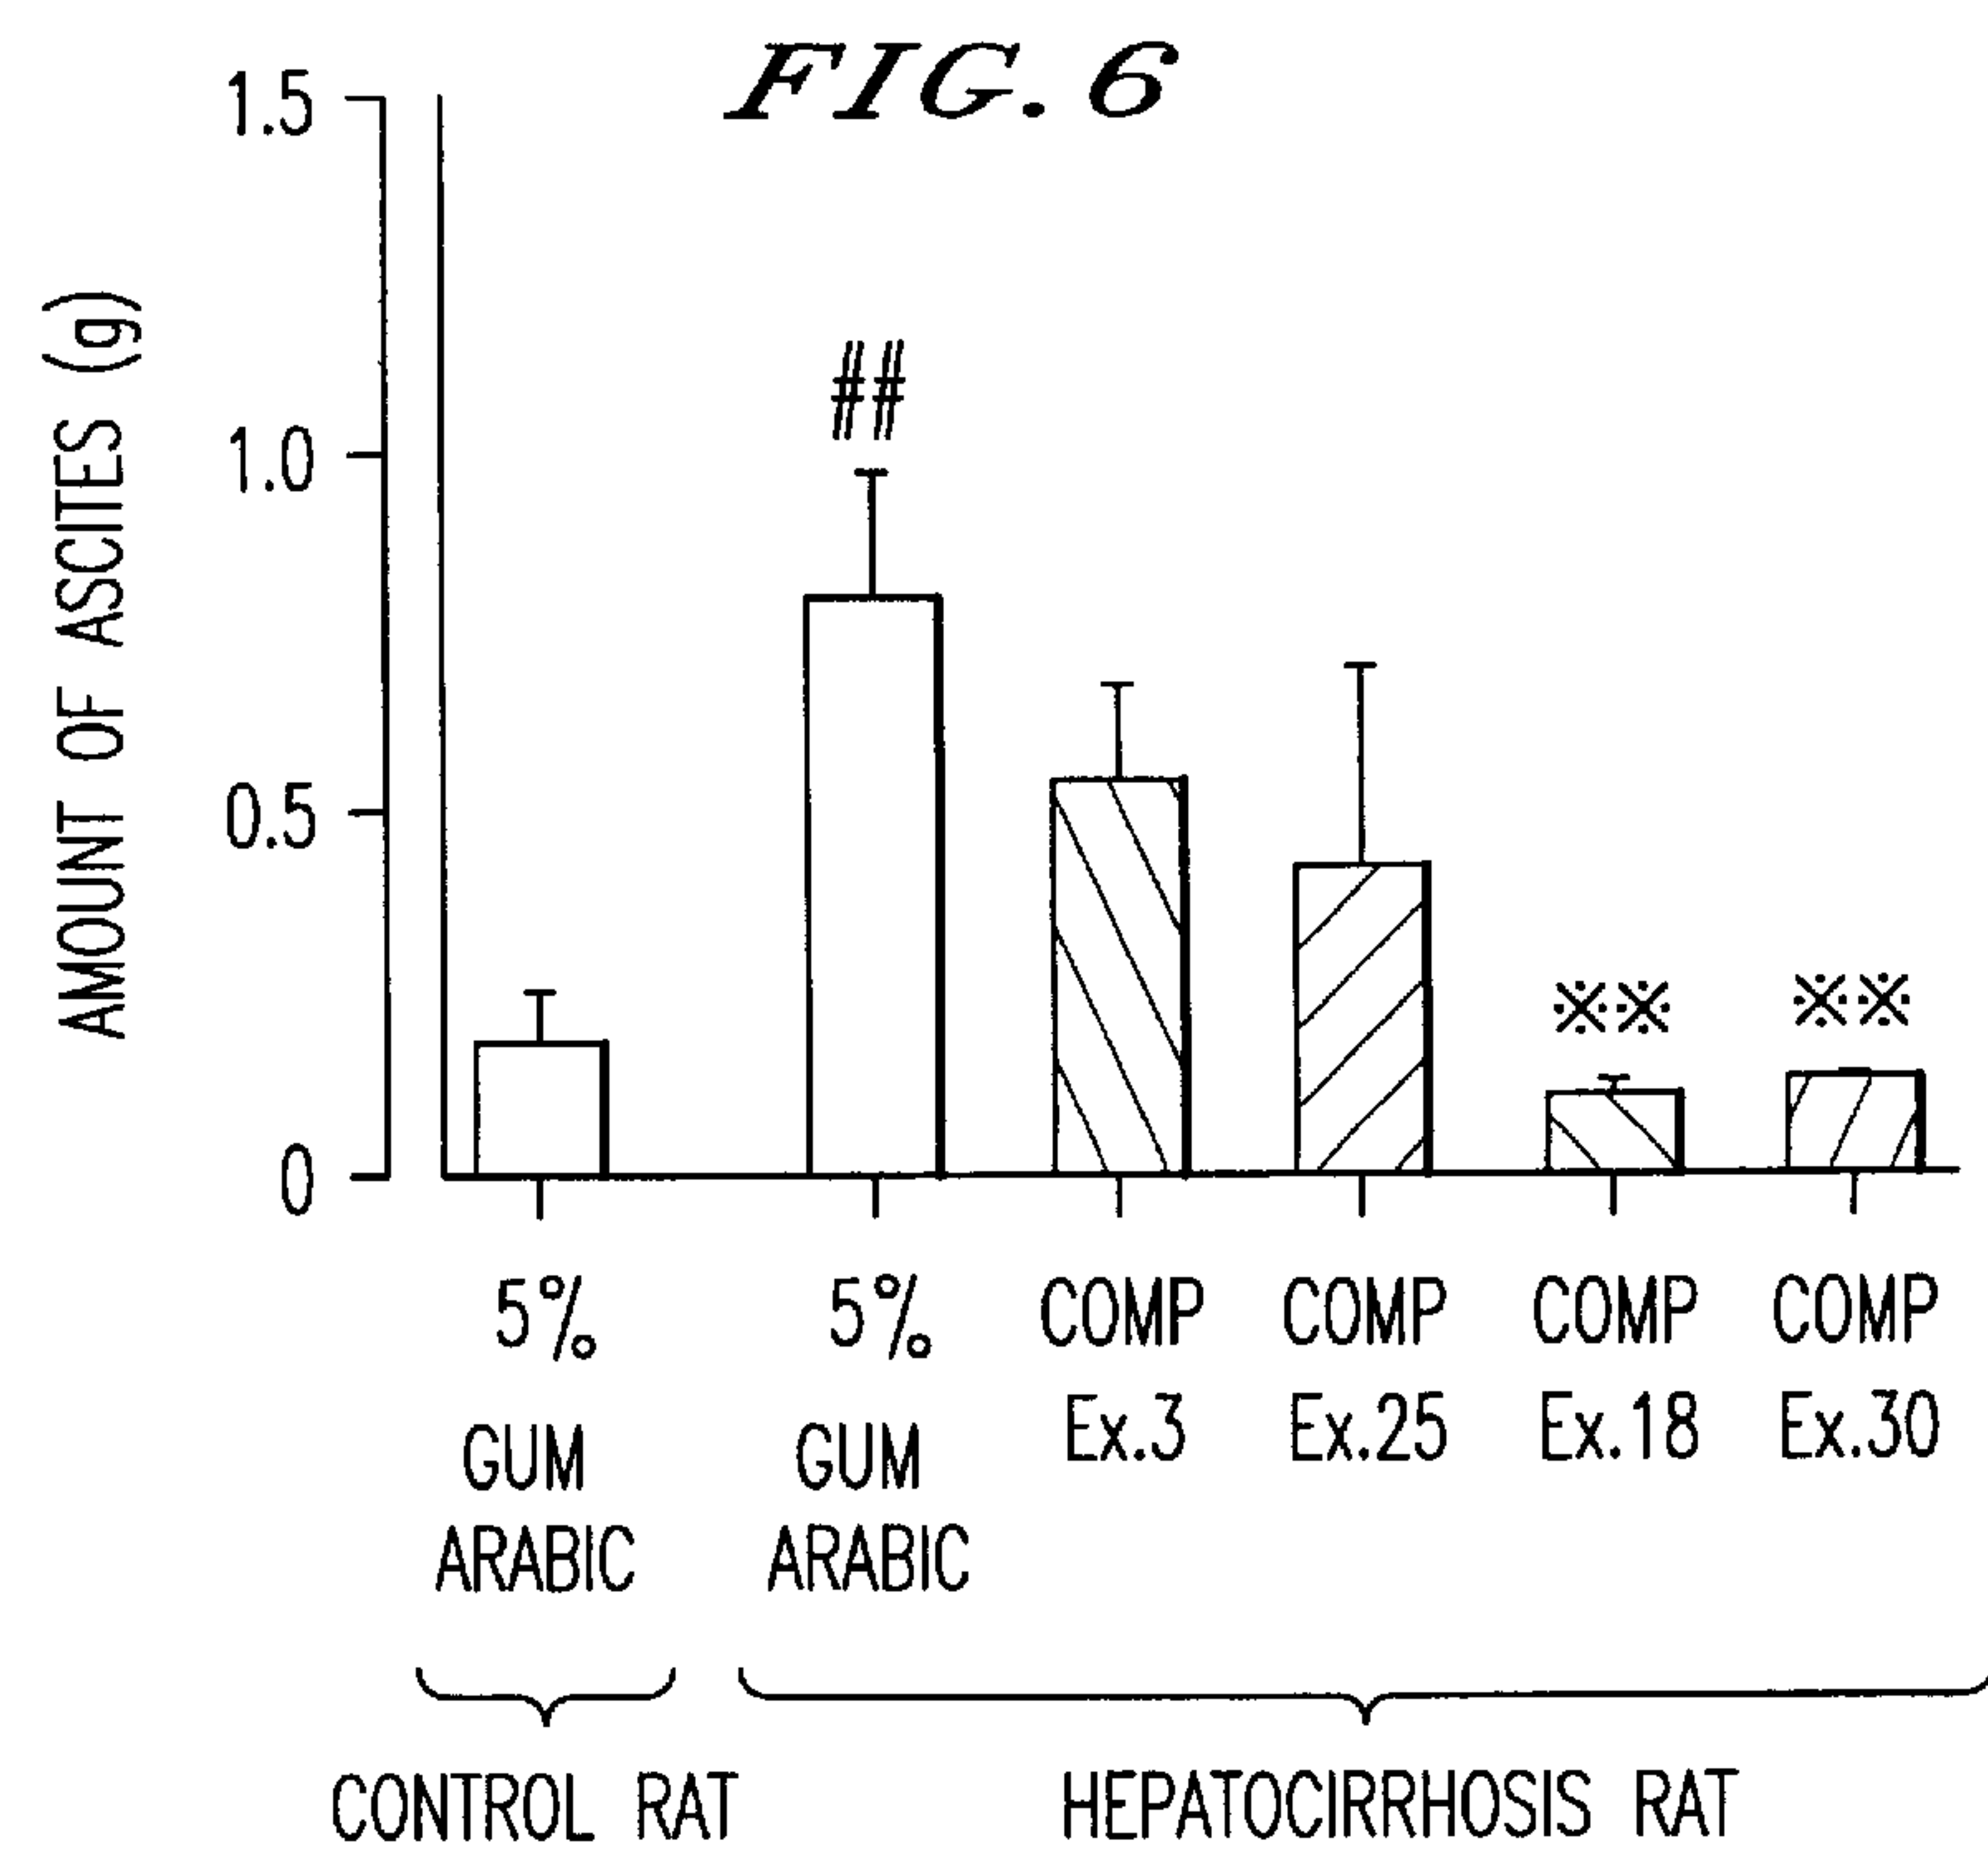 FIG. 6
AMOUNT OF ASCITES (g)
1.5
1.0
0.5
0
##
※※
※※
5%
GUM
ARABIC
5%
GUM
ARABIC
COMP
Ex.3
COMP
Ex.25
COMP
Ex.18
COMP
Ex.30
CONTROL RAT
HEPATOCIRRHOSIS RAT